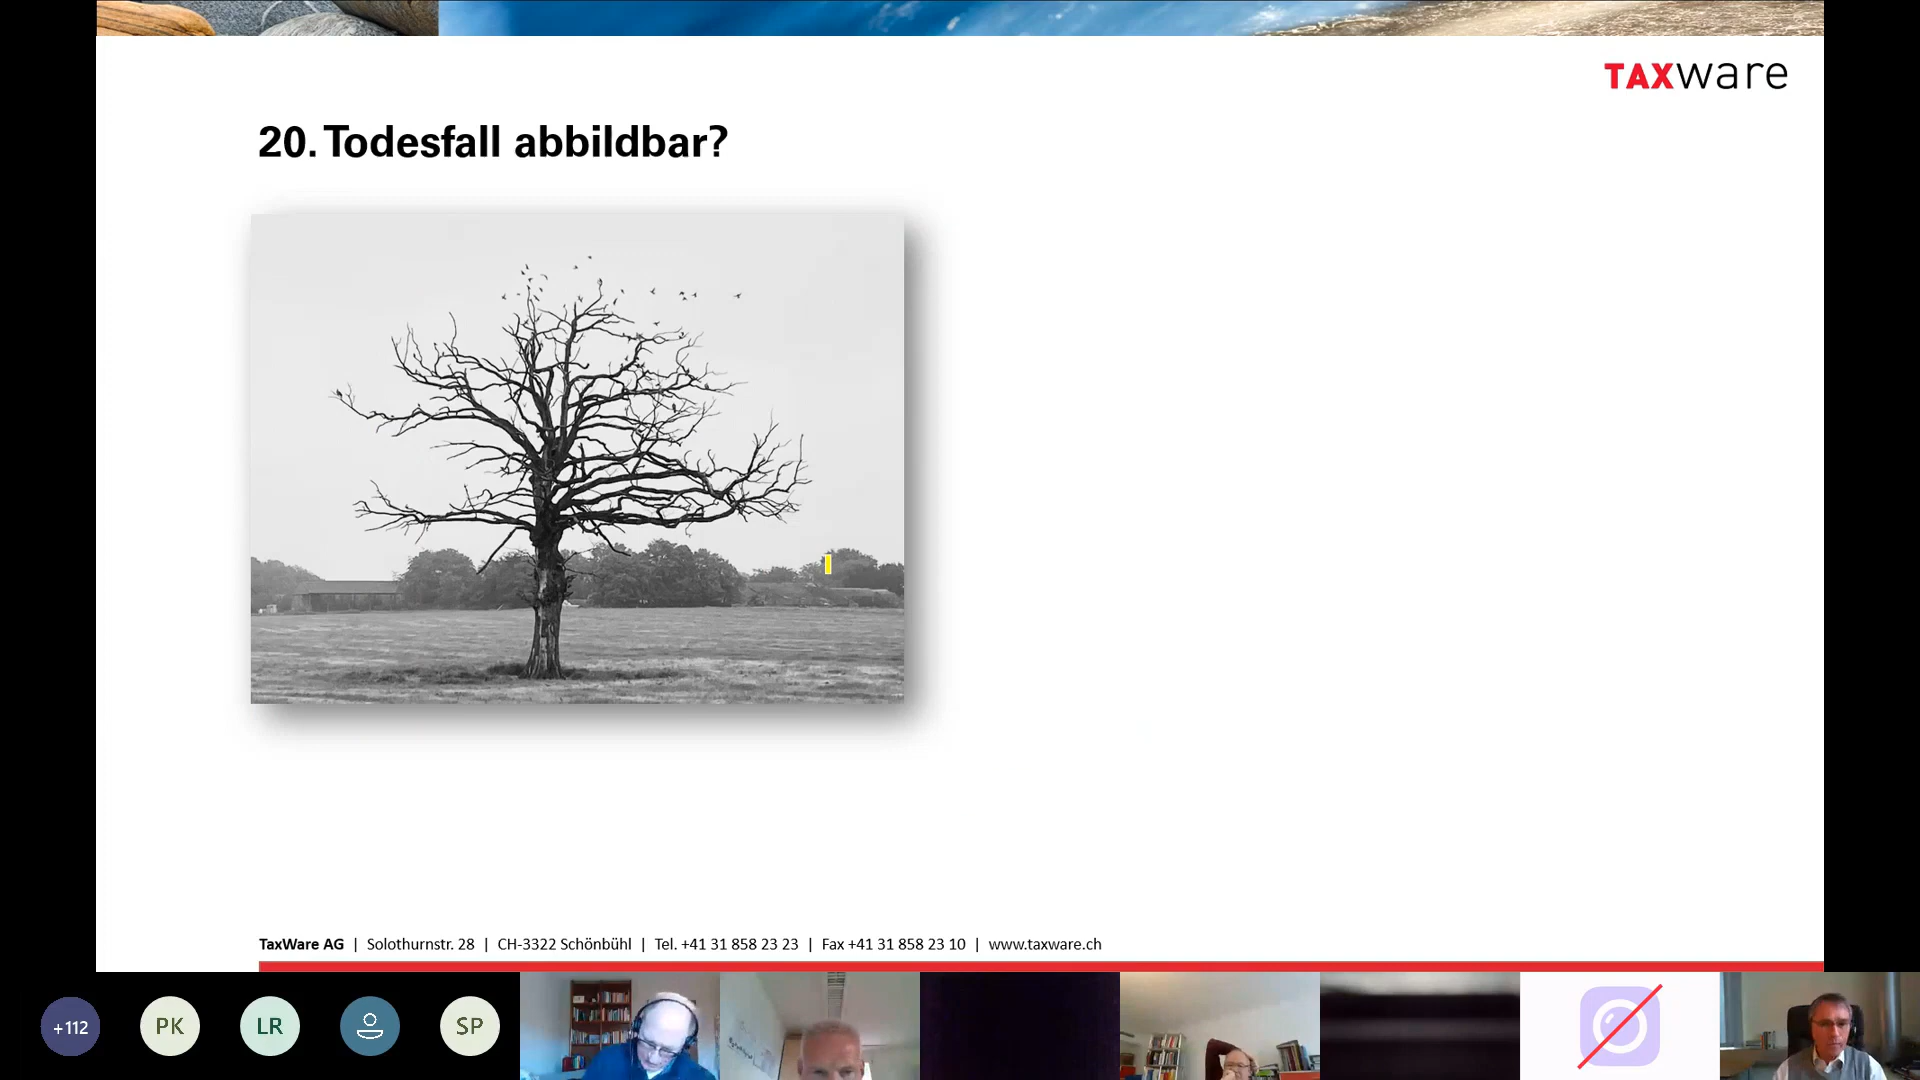 TAXware
20. Todesfall abbildbar?
TaxWare AG | Solothurnstr. 28 | CH-3322 Schönbühl | Tel. +41 31 858 23 23 | Fax +41 31 858 23 10 | www.taxware.ch
+112
PK
LR
SP